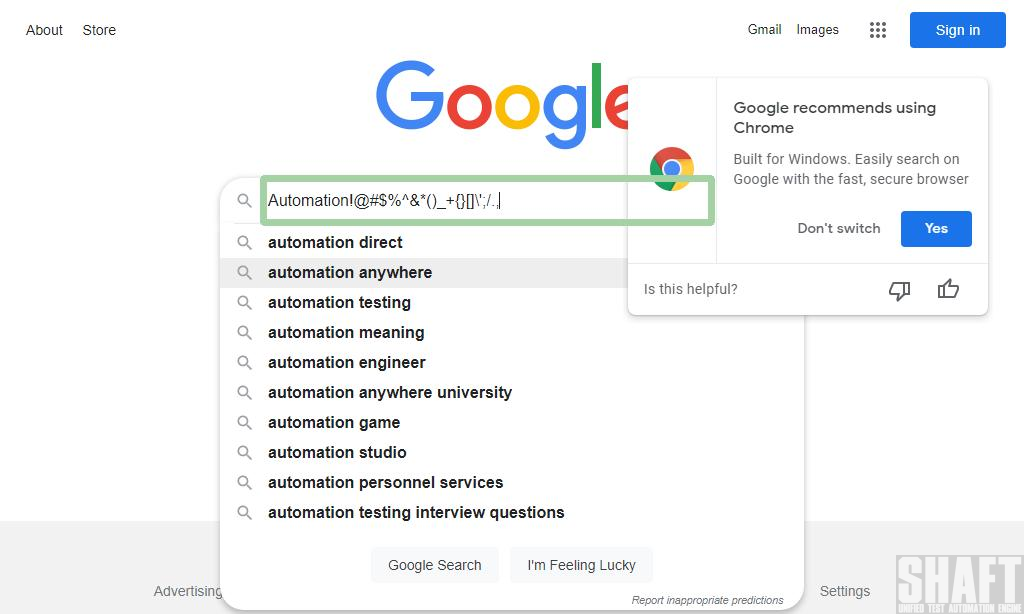 About Store
Gmail Images
Sign in
Google
Google recommends using
Chrome
Built for Windows. Easily search on
Google with the fast, secure browser
Don't switch
Yes
Is this helpful?
Automation!@#$%^&*()_+{}[]\';/.,
automation direct
automation anywhere
automation testing
automation meaning
automation engineer
automation anywhere university
automation game
automation studio
automation personnel services
automation testing interview questions
Google Search
I'm Feeling Lucky
Report inappropriate predictions
Advertising
Settings
SHAFT
UNIFIED TEST AUTOMATION ENGINE